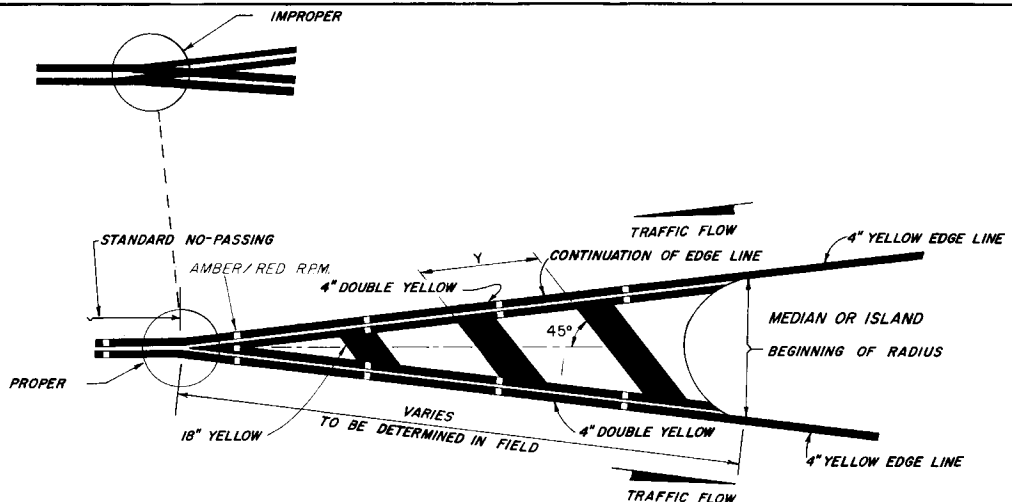 IMPROPER
STANDARD NO-PASSING
AMBER/RED RPM.
TRAFFIC FLOW
4" YELLOW EDGE LINE
Y
CONTINUATION OF EDGE LINE
4" DOUBLE YELLOW
45°
MEDIAN OR ISLAND
BEGINNING OF RADIUS
PROPER
18" YELLOW
VARIES
TO BE DETERMINED IN FIELD
4" DOUBLE YELLOW
4" YELLOW EDGE LINE
TRAFFIC FLOW